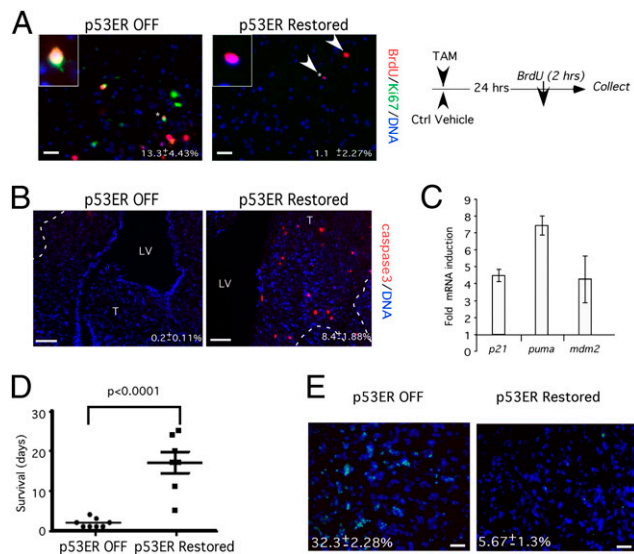 A
p53ER OFF
p53ER Restored
13.3±4.43%
1.1 ±2.27%
BrdU/Ki67/DNA
TAM
24 hrs
BrdU (2 hrs)
Collect
Ctrl Vehicle
B
p53ER OFF
p53ER Restored
LV
T
0.2±0.11%
T
LV
8.4±1.88%
caspase3/DNA
C
Fold mRNA induction
9
8
7
6
5
4
3
2
1
p21
puma
mdm2
D
p<0.0001
Survival (days)
30
20
10
0
p53ER OFF
p53ER Restored
E
p53ER OFF
p53ER Restored
32.3±2.28%
5.67±1.3%